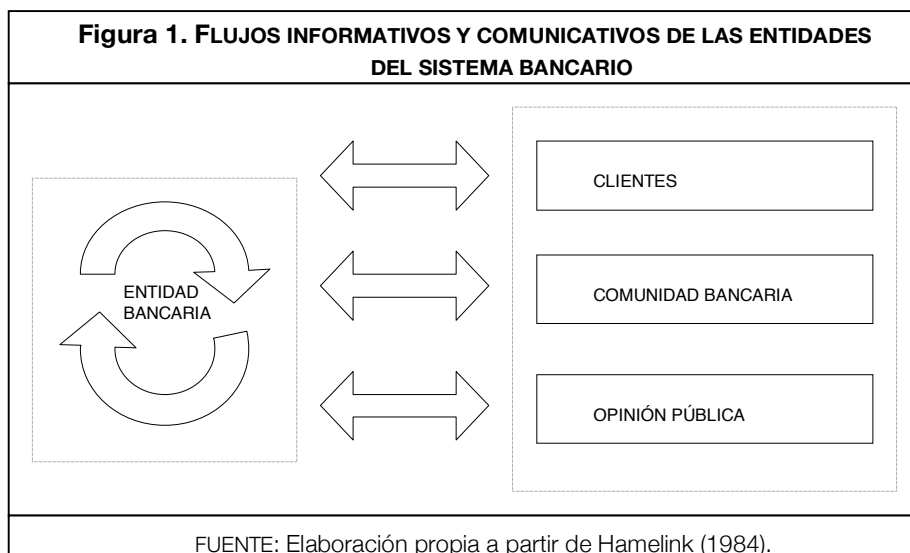 Figura 1. FLUJOS INFORMATIVOS Y COMUNICATIVOS DE LAS ENTIDADES
DEL SISTEMA BANCARIO
ENTIDAD
BANCARIA
CLIENTES
COMUNIDAD BANCARIA
OPINIÓN PÚBLICA
FUENTE: Elaboración propia a partir de Hamelink (1984).